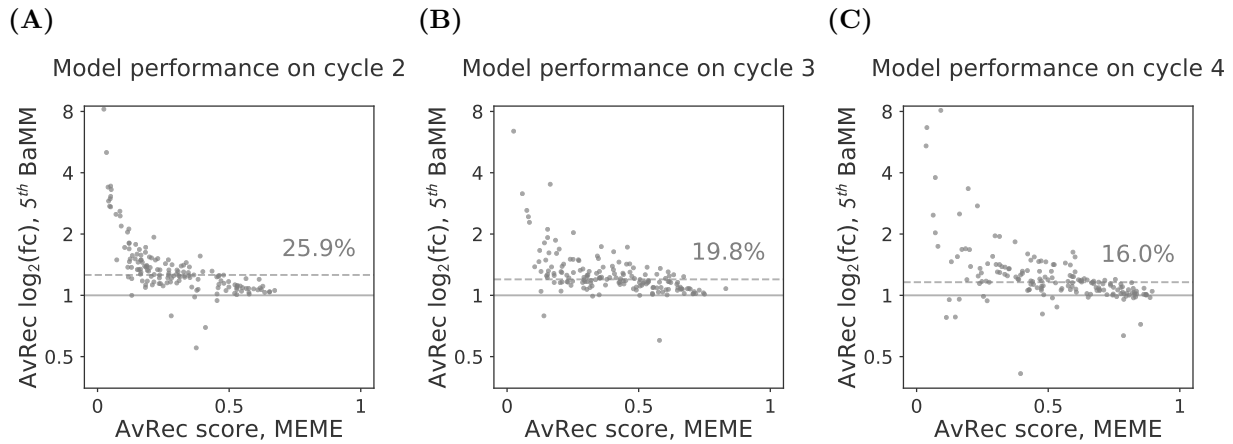 (A)
Model performance on cycle 2
AvRec log2(fc), 5th BaMM
8
4
2
1
0.5
25.9%
0 0.5 1
AvRec score, MEME
(B)
Model performance on cycle 3
AvRec log2(fc), 5th BaMM
8
4
2
1
0.5
19.8%
0 0.5 1
AvRec score, MEME
(C)
Model performance on cycle 4
AvRec log2(fc), 5th BaMM
8
4
2
1
0.5
16.0%
0 0.5 1
AvRec score, MEME